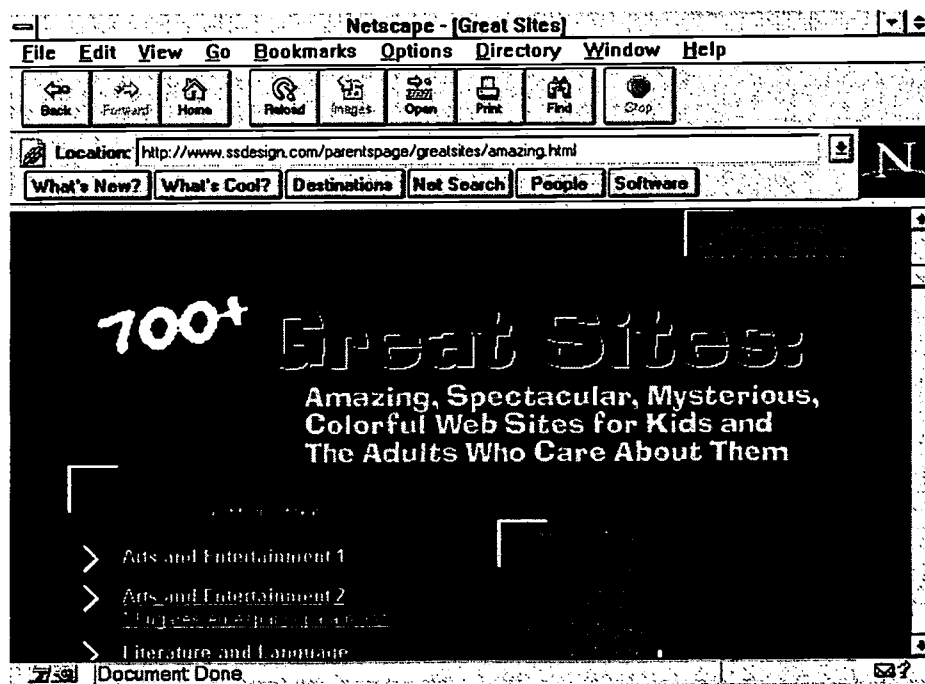 Netscape - [Great Sites]
File Edit View Go Bookmarks Options Directory Window Help
Back Forward Home Reload Images Open Print Find Stop
Location: http://www.ssdesign.com/parentspage/greatsites/amazing.html
N
What's New? What's Cool? Destinations Net Search People Software
700+ Great Sites:
Amazing, Spectacular, Mysterious,
Colorful Web Sites for Kids and
The Adults Who Care About Them
Arts and Entertainment 1
Arts and Entertainment 2
Literature and Language
Document Done